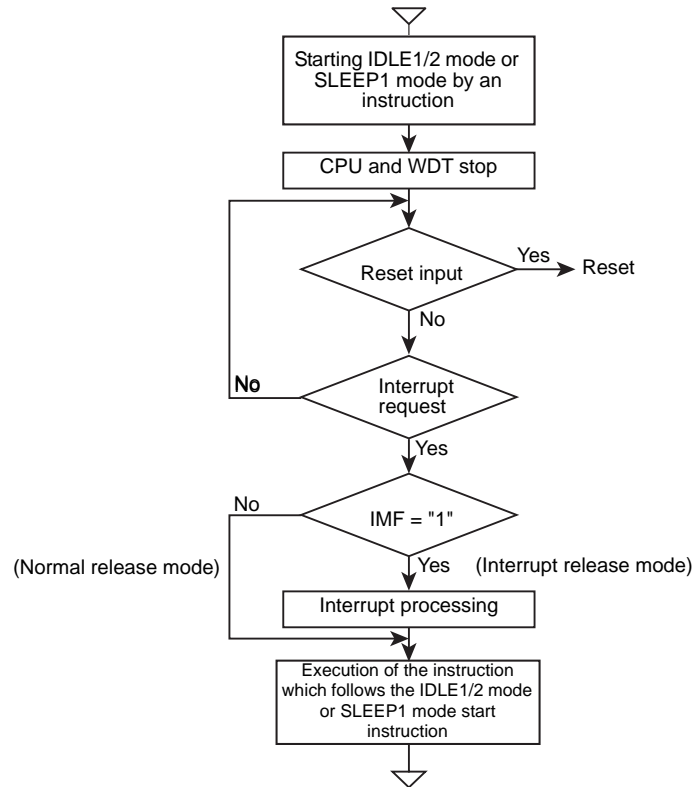 Starting IDLE1/2 mode or
SLEEP1 mode by an
instruction
CPU and WDT stop
Reset input
Yes
Reset
No
No
Interrupt
request
Yes
No
IMF = "1"
(Normal release mode)
Yes
(Interrupt release mode)
Interrupt processing
Execution of the instruction
which follows the IDLE1/2 mode
or SLEEP1 mode start
instruction